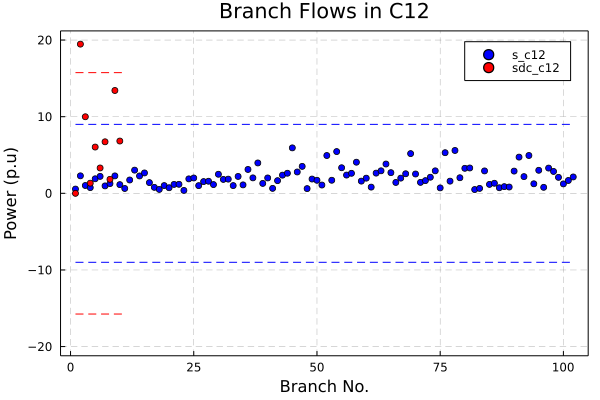 Branch Flows in C12
s_c12
sdc_c12
20
10
0
−10
−20
Power (p.u)
0 25 50 75 100
Branch No.